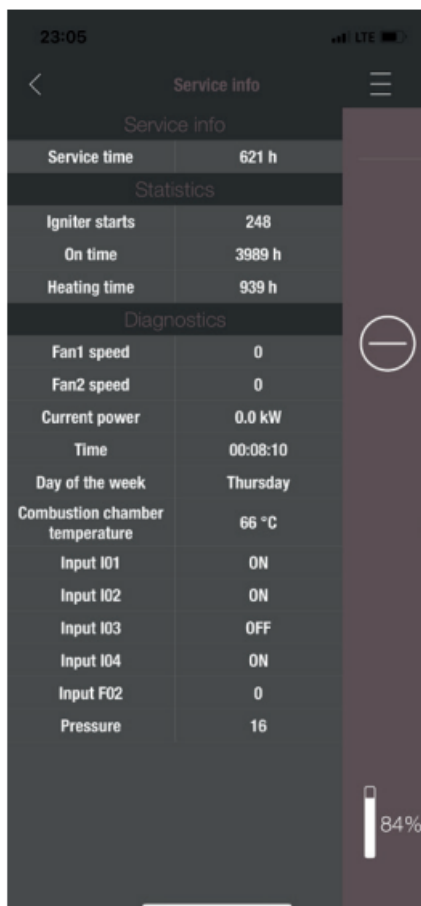 23:05 LTE
Service info
Service info
Service time 621 h
Statistics
Igniter starts 248
On time 3989 h
Heating time 939 h
Diagnostics
Fan1 speed 0
Fan2 speed 0
Current power 0.0 kW
Time 00:08:10
Day of the week Thursday
Combustion chamber
temperature 66 °C
Input I01 ON
Input I02 ON
Input I03 OFF
Input I04 ON
Input F02 0
Pressure 16
84%